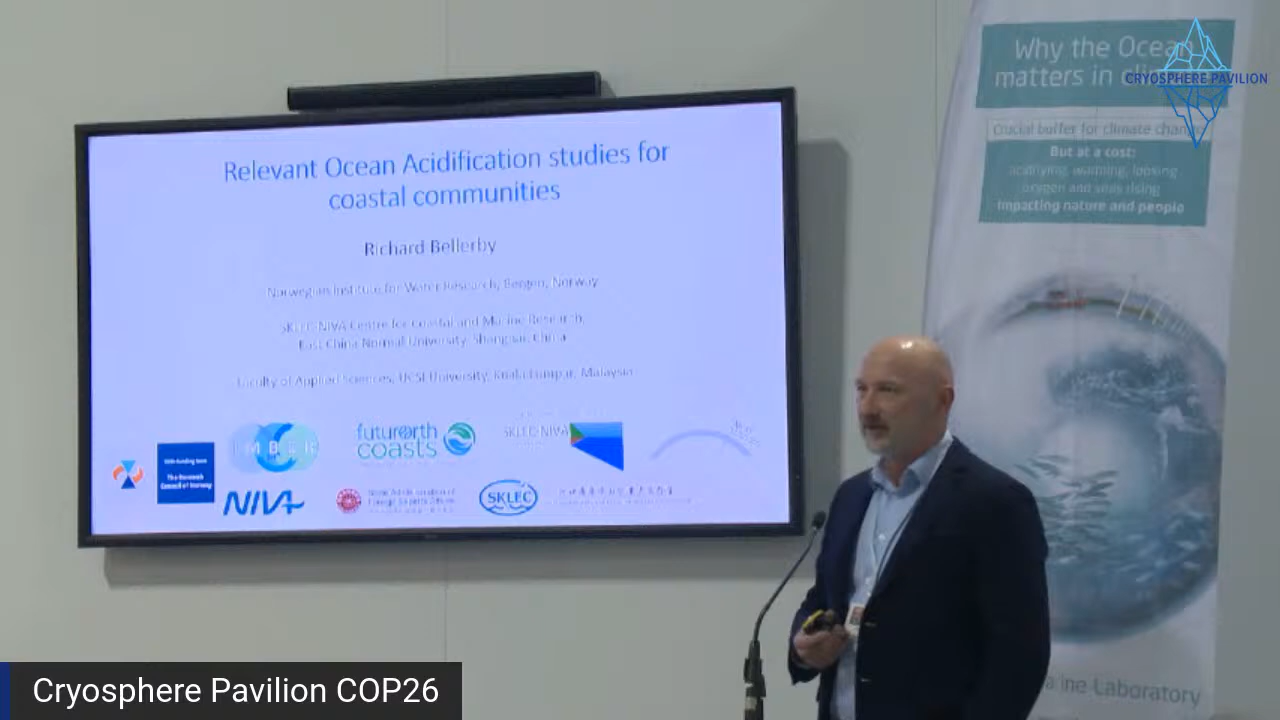 Relevant Ocean Acidification studies for
coastal communities
Richard Bellerby
Norwegian Institute for Water Research, Bergen, Norway
SKLEC-NIVA Centre for Coastal and Marine Research,
East China Normal University, Shanghai, China
Faculty of Applied Sciences, UCSI University, Kuala Lumpur, Malaysia
IMBER
futurearth
coasts
SKLEC-NIVA
The Research
Council of Norway
NIVA
SKLEC
Why the Ocean
matters in
CRYOSPHERE PAVILION
Crucial buffer for climate change
But at a cost:
acidifying, warming, loosing
oxygen and seas rising
impacting nature and people
Laboratory
Cryosphere Pavilion COP26